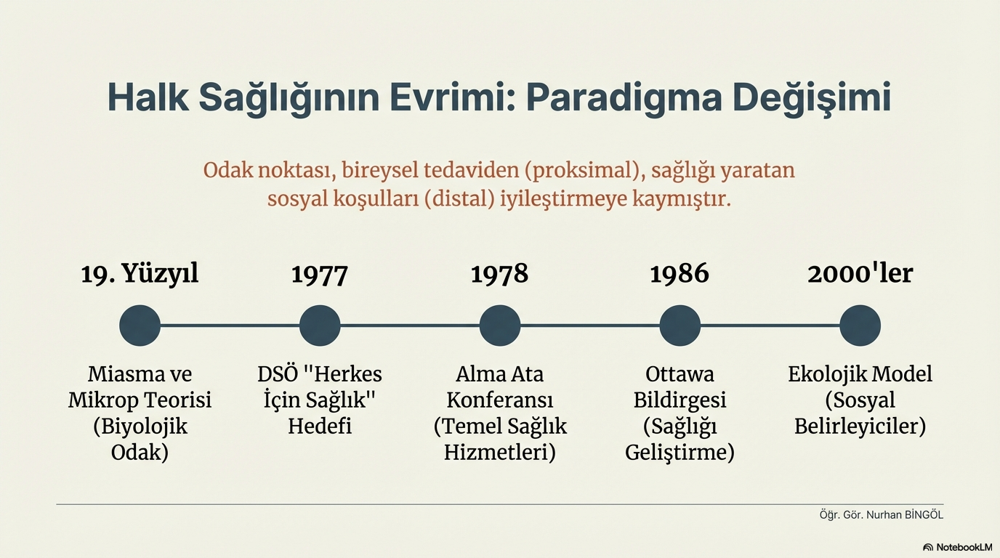 Halk Sağlığının Evrimi: Paradigma Değişimi
Odak noktası, bireysel tedaviden (proksimal), sağlığı yaratan
sosyal koşulları (distal) iyileştirmeye kaymıştır.
19. Yüzyıl
Miasma ve
Mikrop Teorisi
(Biyolojik
Odak)
1977
DSÖ "Herkes
İçin Sağlık"
Hedefi
1978
Alma Ata
Konferansı
(Temel Sağlık
Hizmetleri)
1986
Ottawa
Bildirgesi
(Sağlığı
Geliştirme)
2000'ler
Ekolojik Model
(Sosyal
Belirleyiciler)
Öğr. Gör. Nurhan BİNGÖL
NotebookLM